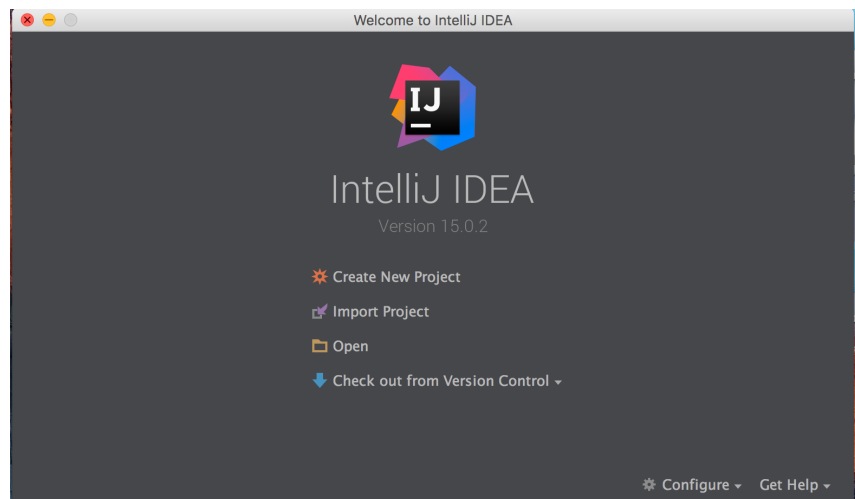 Welcome to IntelliJ IDEA
IJ
IntelliJ IDEA
Version 15.0.2
Create New Project
Import Project
Open
Check out from Version Control
Configure Get Help